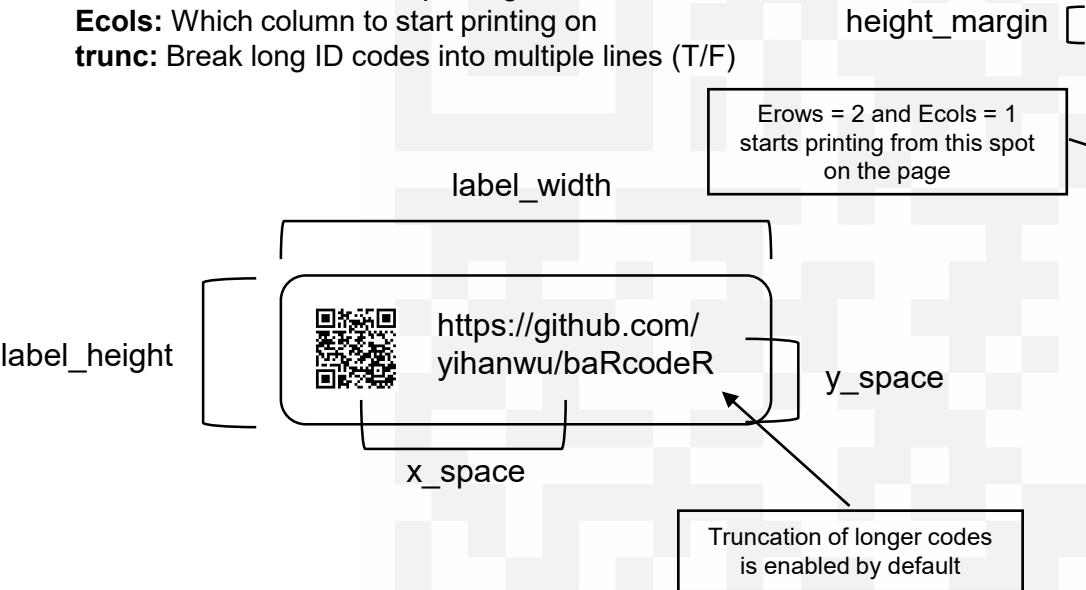 Ecols: Which column to start printing on
trunc: Break long ID codes into multiple lines (T/F)
height_margin
Erows = 2 and Ecols = 1
starts printing from this spot
on the page
label_width
label_height
https://github.com/
yihanwu/baRcodeR
y_space
x_space
Truncation of longer codes
is enabled by default